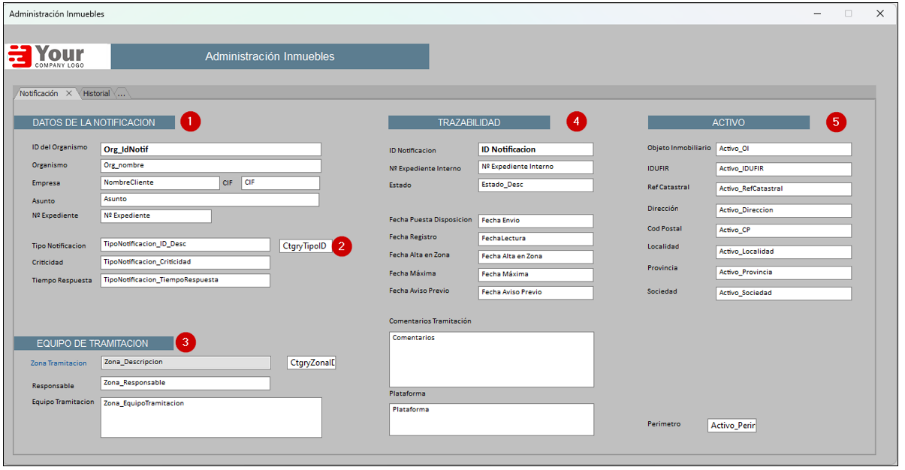 Administración Inmuebles
Your
COMPANY LOGO
Administración Inmuebles
Notificación
Historial
...
DATOS DE LA NOTIFICACION
1
ID del Organismo
Org_IdNotif
Organismo
Org_nombre
Empresa
NombreCliente
CIF
CIF
Asunto
Asunto
Nº Expediente
Nº Expediente
Tipo Notificacion
TipoNotificacion_ID_Desc
CtgryTipoID
2
Criticidad
TipoNotificacion_Criticidad
Tiempo Respuesta
TipoNotificacion_TiempoRespuesta
EQUIPO DE TRAMITACION
3
Zona Tramitacion
Zona_Descripcion
CtgryZonaID
Responsable
Zona_Responsable
Equipo Tramitacion
Zona_EquipoTramitacion
TRAZABILIDAD
4
ID Notificacion
ID Notificacion
Nº Expediente Interno
Nº Expediente Interno
Estado
Estado_Desc
Fecha Puesta Disposicion
Fecha Envio
Fecha Registro
FechaLectura
Fecha Alta en Zona
Fecha Alta en Zona
Fecha Máxima
Fecha Máxima
Fecha Aviso Previo
Fecha Aviso Previo
Comentarios Tramitación
Comentarios
Plataforma
Plataforma
ACTIVO
5
Objeto Inmobiliario
Activo_OI
IDUFIR
Activo_IDUFIR
Ref Catastral
Activo_RefCatastral
Dirección
Activo_Direccion
Cod Postal
Activo_CP
Localidad
Activo_Localidad
Provincia
Activo_Provincia
Sociedad
Activo_Sociedad
Perimetro
Activo_Perir